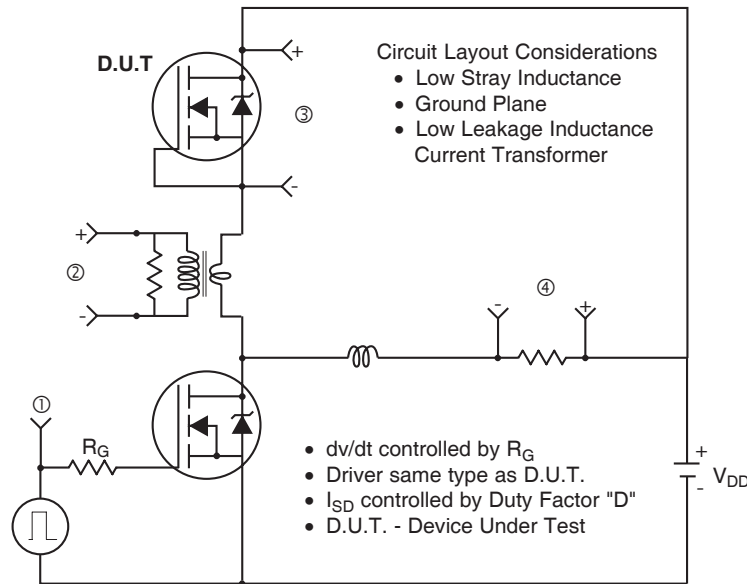 D.U.T
+
Circuit Layout Considerations
• Low Stray Inductance
• Ground Plane
• Low Leakage Inductance
Current Transformer
③
-
+
②
-
④
-
+
①
R_G
• dv/dt controlled by R_G
• Driver same type as D.U.T.
• I_SD controlled by Duty Factor "D"
• D.U.T. - Device Under Test
+
V_DD
-